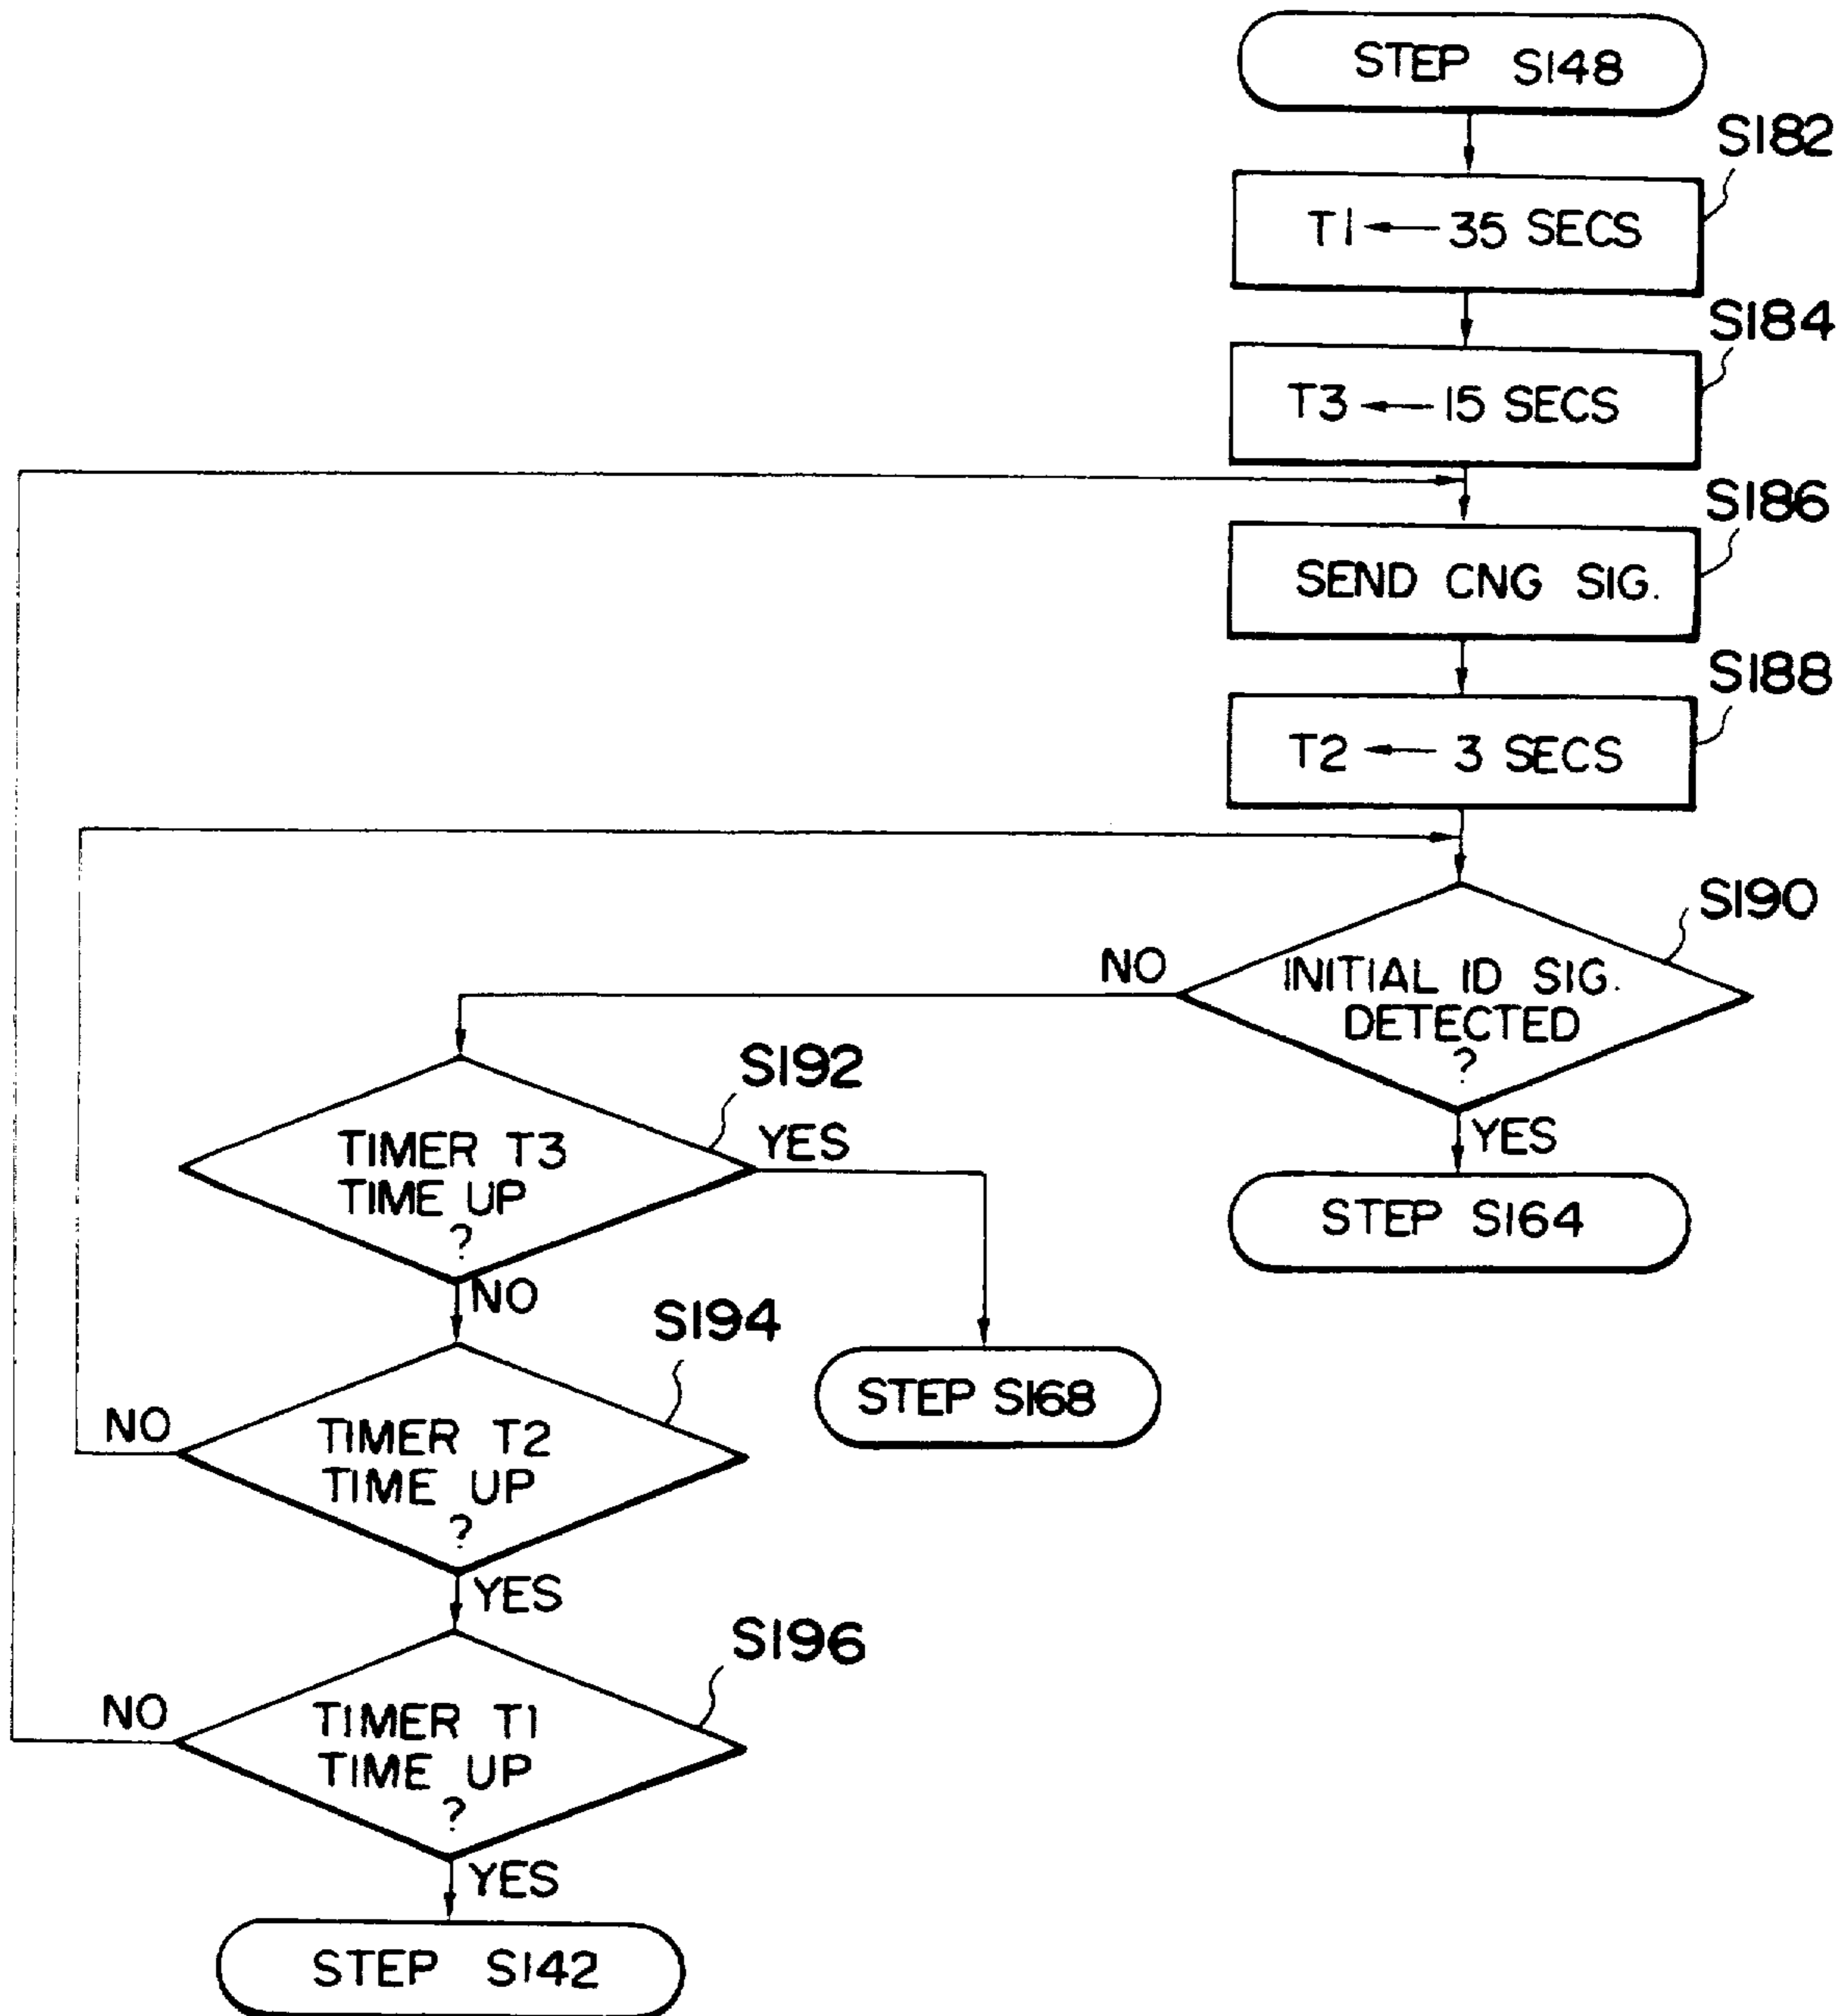 STEP S148
S182
T1 ← 35 SECS
S184
T3 ← 15 SECS
S186
SEND CNG SIG.
S188
T2 ← 3 SECS
S190
NO
INITIAL ID SIG.
DETECTED
?
YES
STEP S164
S192
TIMER T3
TIME UP
?
YES
NO
STEP S168
S194
NO
TIMER T2
TIME UP
?
YES
S196
NO
TIMER T1
TIME UP
?
YES
STEP S142